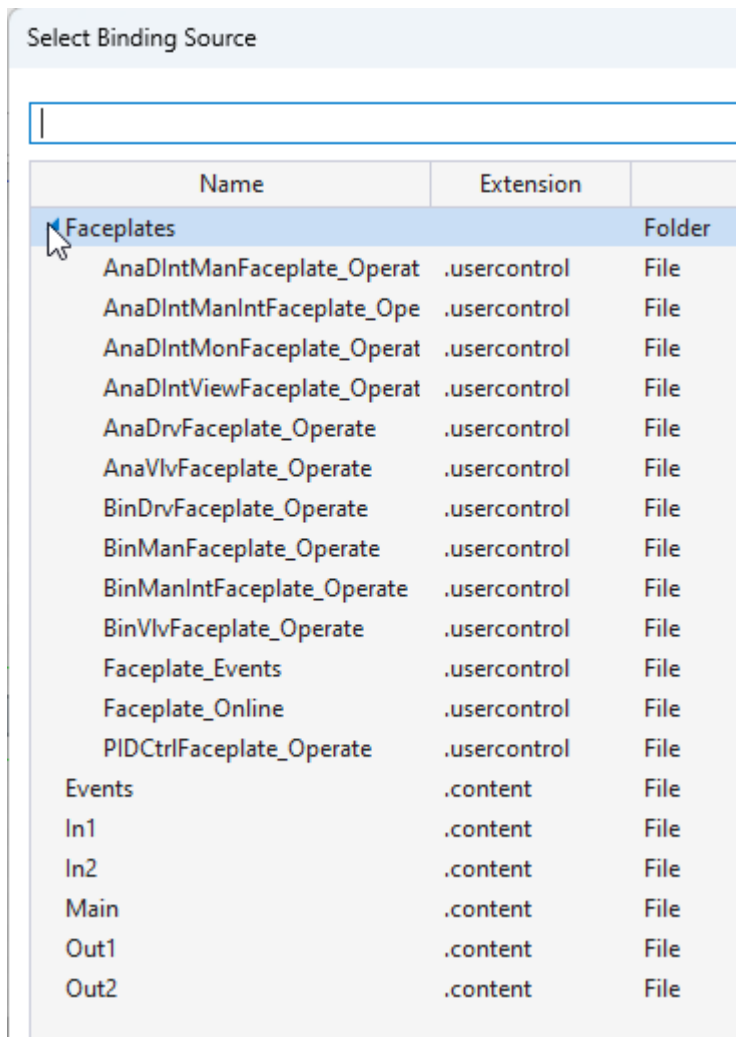 Select Binding Source
Name Extension
Faceplates Folder
AnaDIntManFaceplate_Operat .usercontrol File
AnaDIntManIntFaceplate_Ope .usercontrol File
AnaDIntMonFaceplate_Operat .usercontrol File
AnaDIntViewFaceplate_Operat .usercontrol File
AnaDrvFaceplate_Operate .usercontrol File
AnaVlvFaceplate_Operate .usercontrol File
BinDrvFaceplate_Operate .usercontrol File
BinManFaceplate_Operate .usercontrol File
BinManIntFaceplate_Operate .usercontrol File
BinVlvFaceplate_Operate .usercontrol File
Faceplate_Events .usercontrol File
Faceplate_Online .usercontrol File
PIDCtrlFaceplate_Operate .usercontrol File
Events .content File
In1 .content File
In2 .content File
Main .content File
Out1 .content File
Out2 .content File